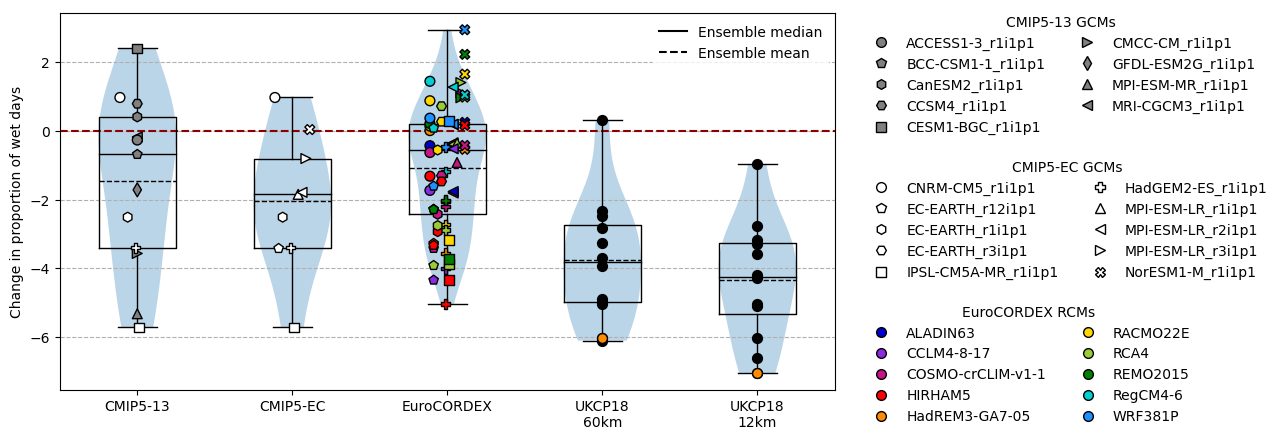 Change in proportion of wet days
2
0
−2
−4
−6
Ensemble median
Ensemble mean
CMIP5-13
CMIP5-EC
EuroCORDEX
UKCP18
60km
UKCP18
12km
CMIP5-13 GCMs
ACCESS1-3_r1i1p1
BCC-CSM1-1_r1i1p1
CanESM2_r1i1p1
CCSM4_r1i1p1
CESM1-BGC_r1i1p1
CMCC-CM_r1i1p1
GFDL-ESM2G_r1i1p1
MPI-ESM-MR_r1i1p1
MRI-CGCM3_r1i1p1
CMIP5-EC GCMs
CNRM-CM5_r1i1p1
EC-EARTH_r12i1p1
EC-EARTH_r1i1p1
EC-EARTH_r3i1p1
IPSL-CM5A-MR_r1i1p1
HadGEM2-ES_r1i1p1
MPI-ESM-LR_r1i1p1
MPI-ESM-LR_r2i1p1
MPI-ESM-LR_r3i1p1
NorESM1-M_r1i1p1
EuroCORDEX RCMs
ALADIN63
CCLM4-8-17
COSMO-crCLIM-v1-1
HIRHAM5
HadREM3-GA7-05
RACMO22E
RCA4
REMO2015
RegCM4-6
WRF381P